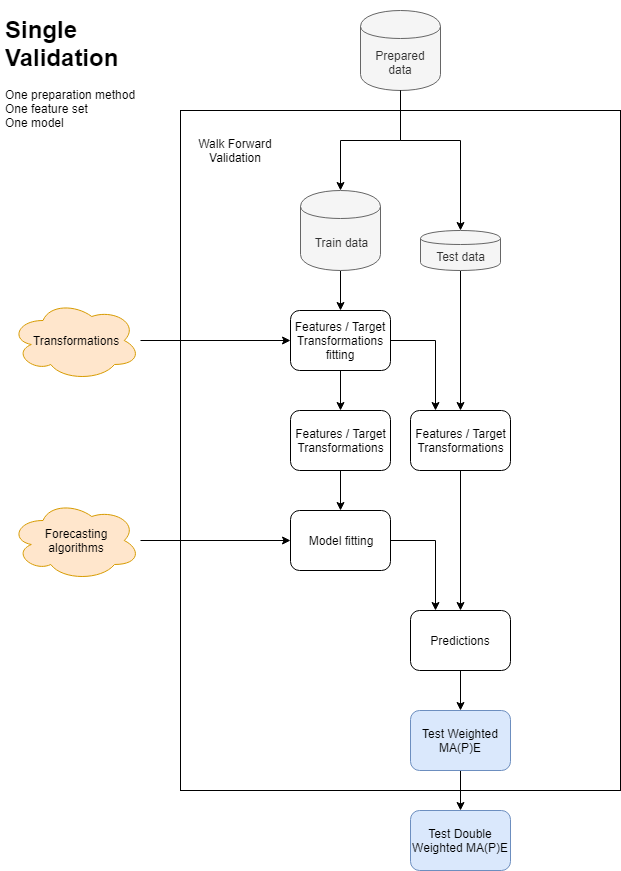 Single
Validation
One preparation method
One feature set
One model
Prepared
data
Walk Forward
Validation
Train data
Test data
Transformations
Features / Target
Transformations
fitting
Features / Target
Transformations
Features / Target
Transformations
Forecasting
algorithms
Model fitting
Predictions
Test Weighted
MA(P)E
Test Double
Weighted MA(P)E